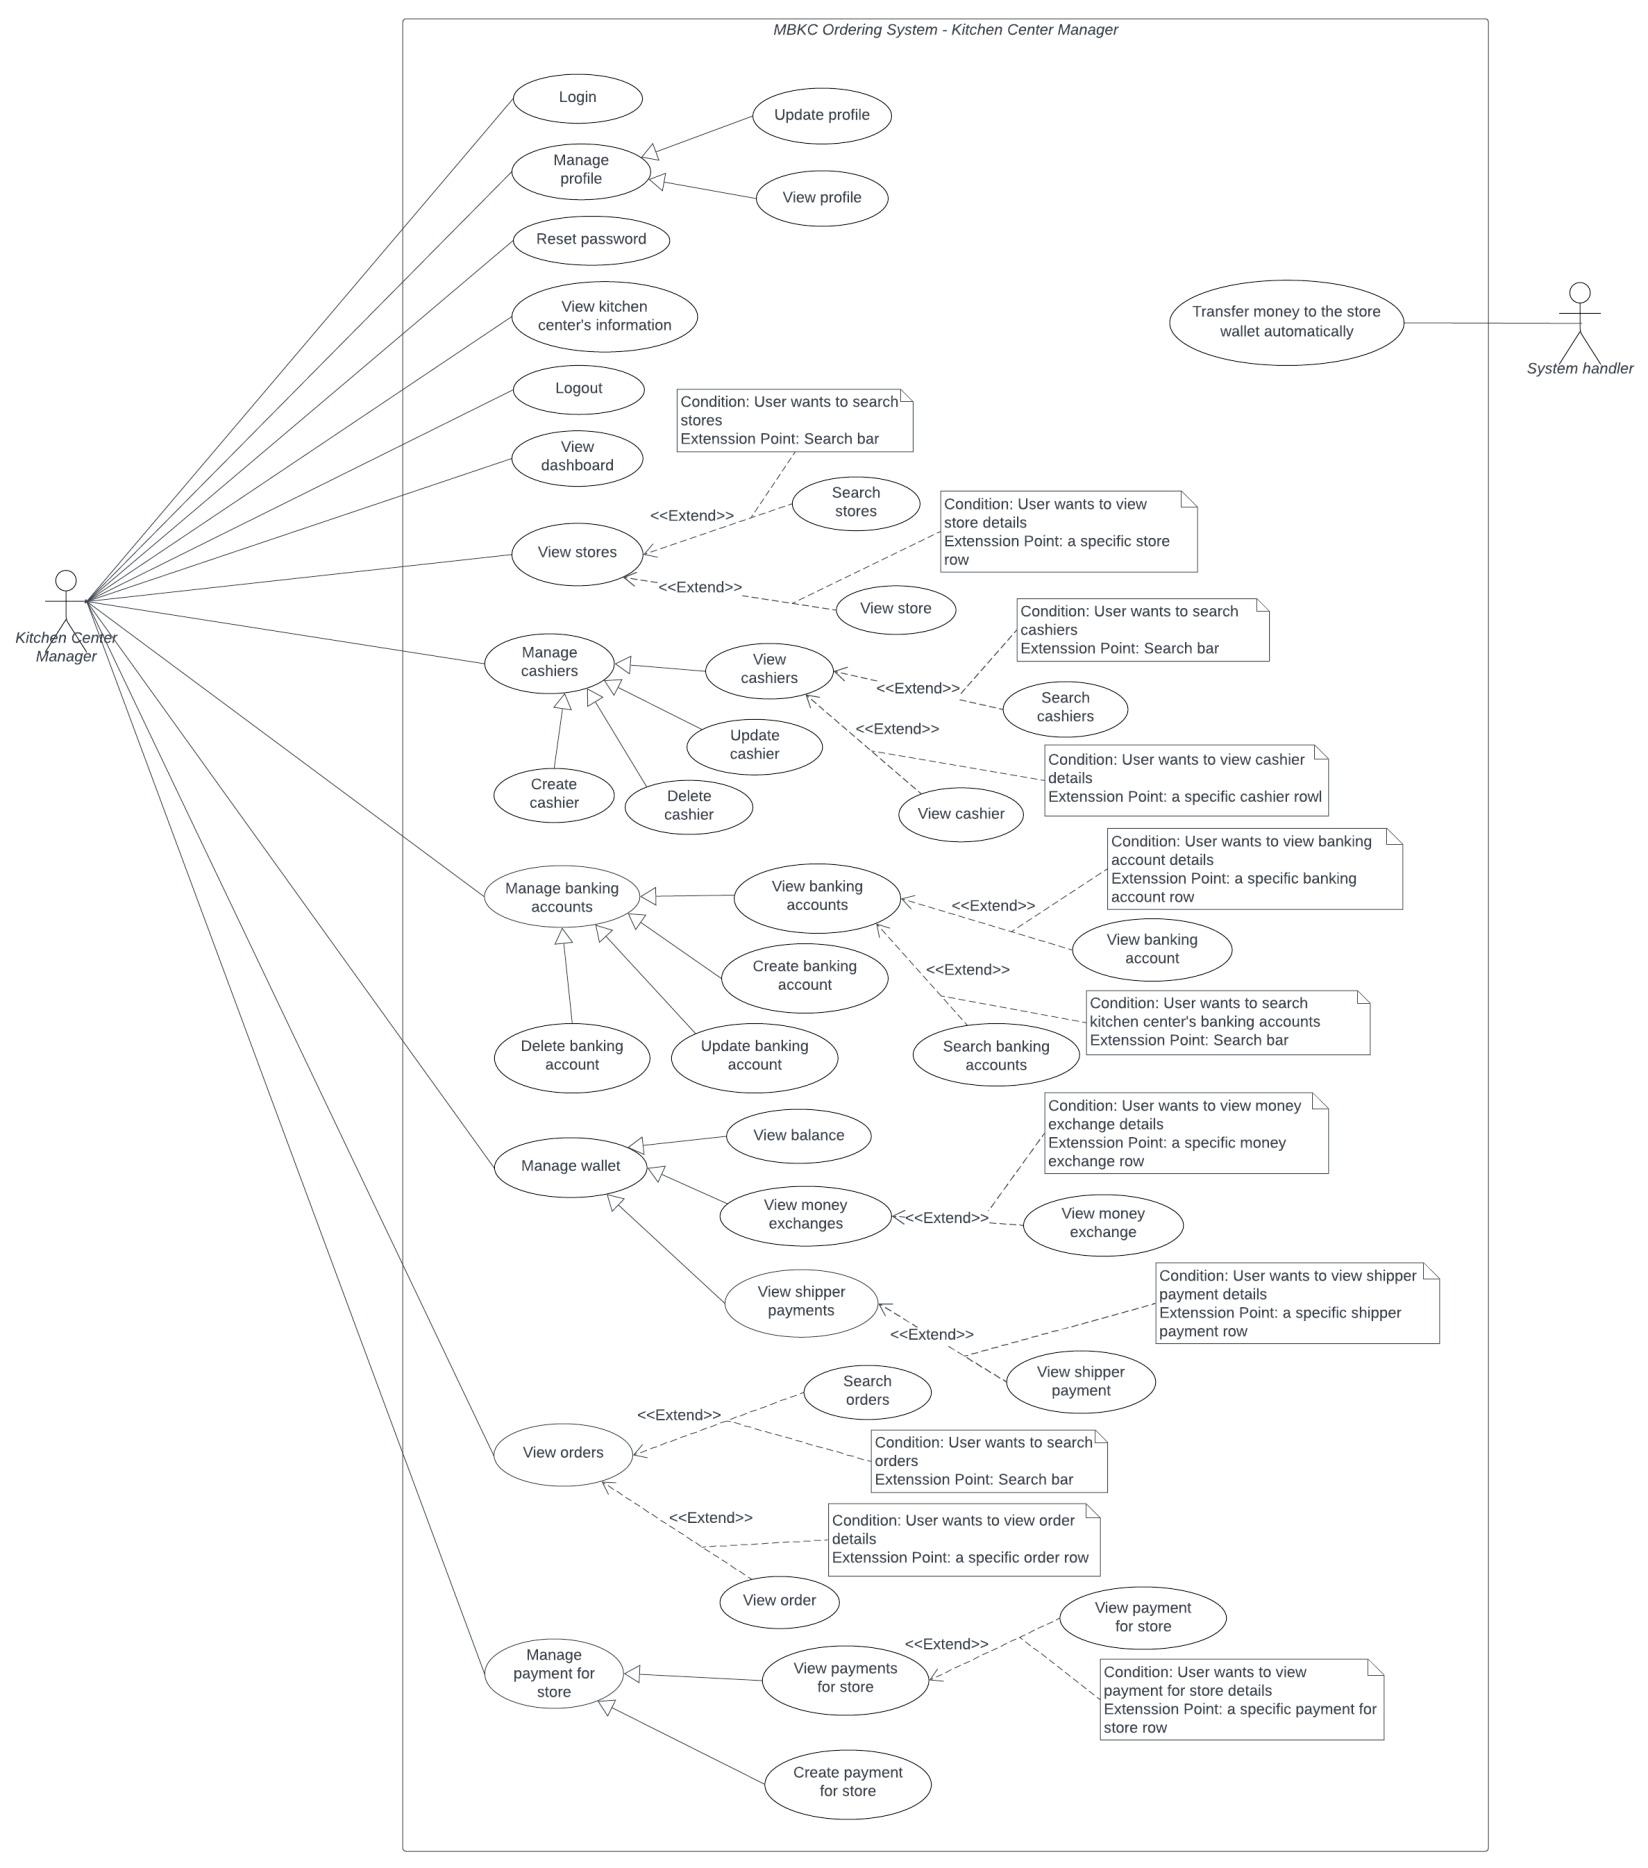 MBKC Ordering System - Kitchen Center Manager
Login
Update profile
Manage
profile
View profile
Reset password
View kitchen
center's information
Transfer money to the store
wallet automatically
System handler
Logout
Condition: User wants to search
stores
Extenssion Point: Search bar
View
dashboard
Search
stores
<<Extend>>
Condition: User wants to view
store details
Extenssion Point: a specific store
row
View stores
<<Extend>>
View store
Kitchen Center
Manager
Condition: User wants to search
cashiers
Extenssion Point: Search bar
Manage
cashiers
View
cashiers
<<Extend>>
Search
cashiers
Update
cashier
<<Extend>>
Condition: User wants to view cashier
details
Extenssion Point: a specific cashier rowl
Create
cashier
Delete
cashier
View cashier
Condition: User wants to view banking
account details
Extenssion Point: a specific banking
account row
Manage banking
accounts
View banking
accounts
<<Extend>>
View banking
account
Create banking
account
<<Extend>>
Condition: User wants to search
kitchen center's banking accounts
Extenssion Point: Search bar
Delete banking
account
Update banking
account
Search banking
accounts
Condition: User wants to view money
exchange details
Extenssion Point: a specific money
exchange row
View balance
Manage wallet
View money
exchanges
<<Extend>>
View money
exchange
Condition: User wants to view shipper
payment details
Extenssion Point: a specific shipper
payment row
View shipper
payments
<<Extend>>
View shipper
payment
Search
orders
<<Extend>>
Condition: User wants to search
orders
Extenssion Point: Search bar
View orders
<<Extend>>
Condition: User wants to view order
details
Extenssion Point: a specific order row
View order
View payment
for store
<<Extend>>
Manage
payment for
store
View payments
for store
Condition: User wants to view
payment for store details
Extenssion Point: a specific payment for
store row
Create payment
for store